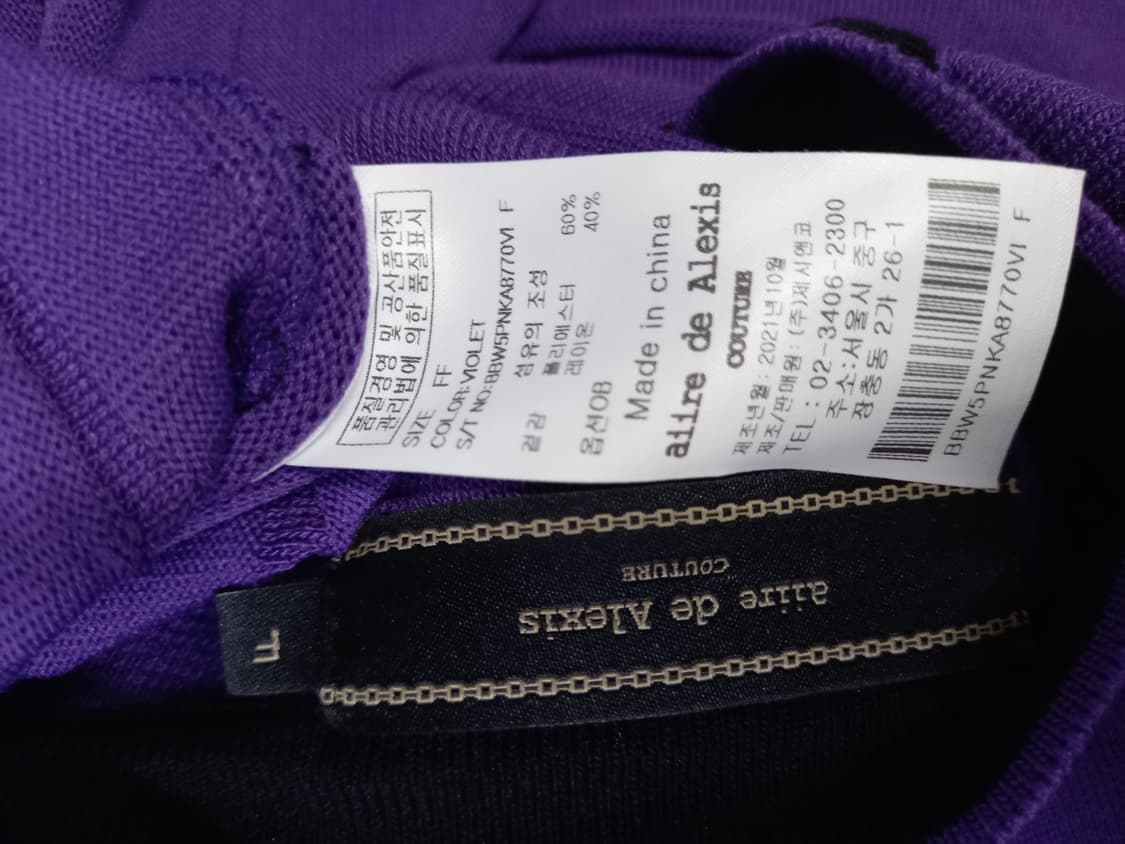 품질경영 및 공산품안전
관리법에 의한 품질표시
SIZE FF
COLOR:VIOLET
S/T NO:BBW5PNKA8770VI F
섬유의 조성
겉감 폴리에스터 60%
레이온 40%
옵션OB
Made in china
aiire de Alexis
COUTURE
제조년월 : 2021년10월
제조/판매원 : (주)제시앤코
TEL : 02-3406-2300
주소:서울시 중구
장충동 2가 26-1
BBW5PNKA8770VI F
aiire de Alexis
COUTURE
F